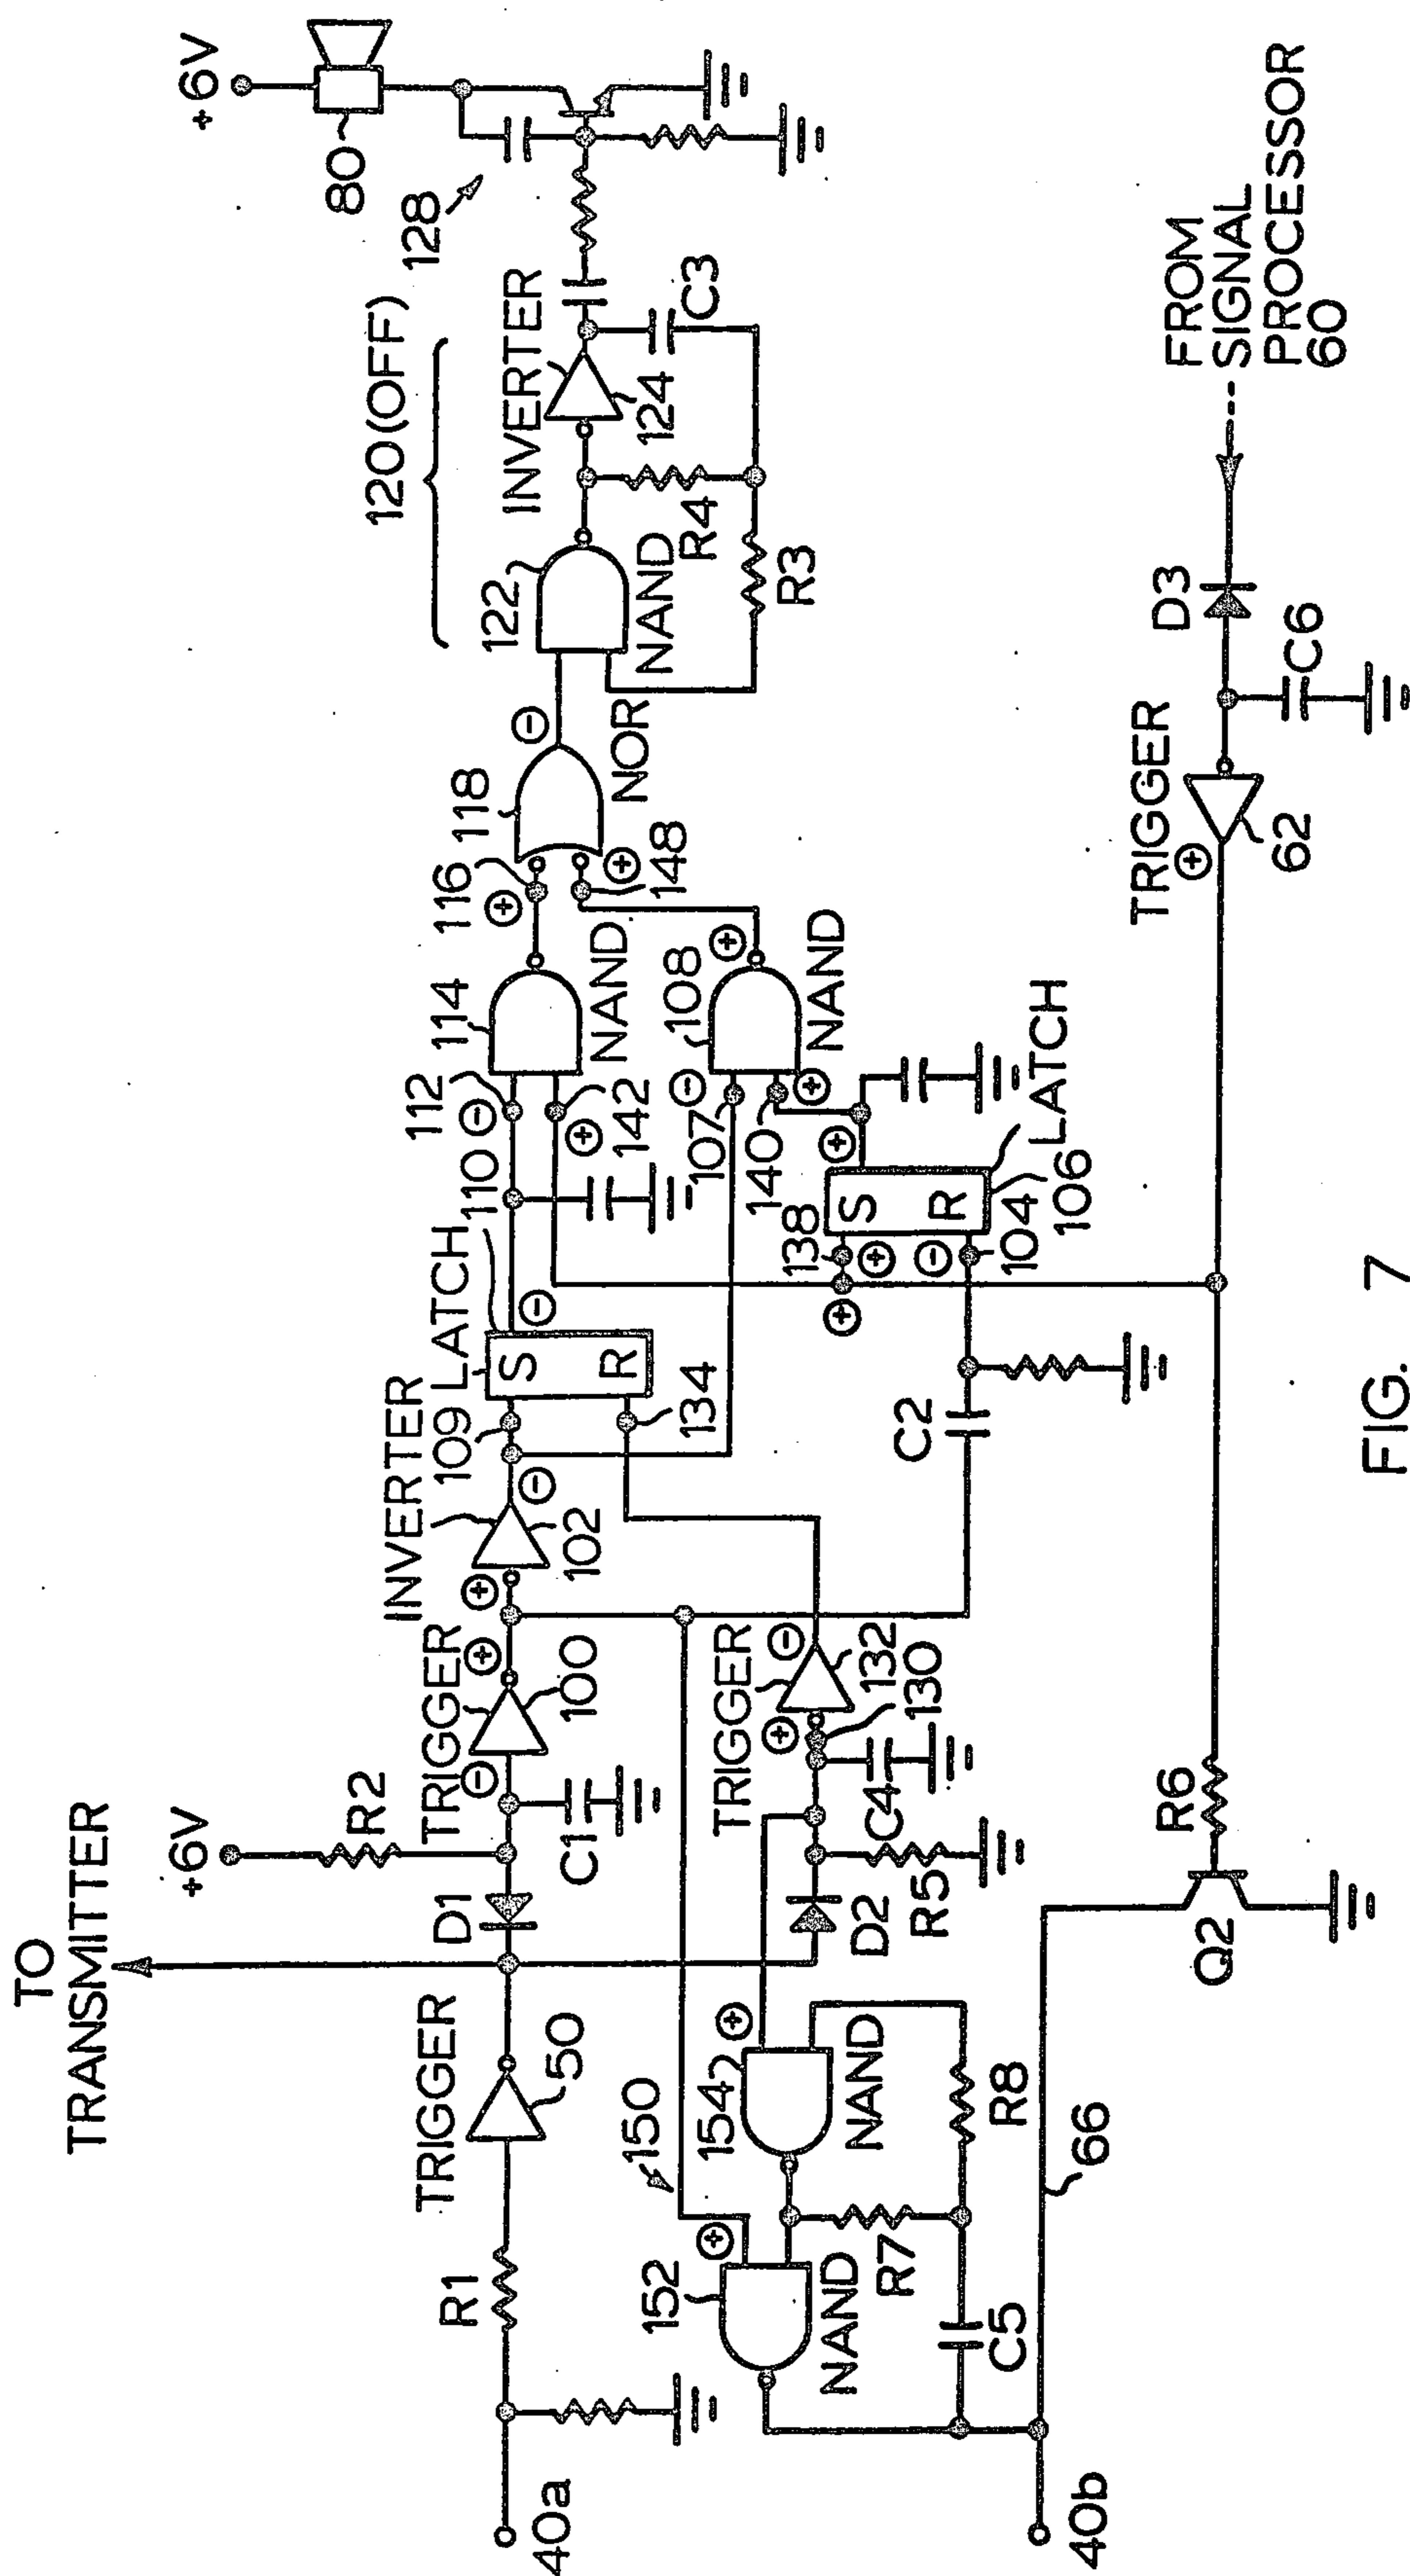 TO
TRANSMITTER
+6V
R2
TRIGGER
50
R1
40a
D1
C1
TRIGGER
100
INVERTER
102
109
LATCH
S
R
134
110
112
142
114
NAND
116
118
NOR
148
107
140
108
NAND
120(OFF)
122
NAND
INVERTER
124
R4
R3
C3
128
80
+6V
150
152
NAND
154
NAND
R7
R8
C5
D2
R5
C4
TRIGGER
132
130
C2
138
S
R
104
106
LATCH
40b
66
Q2
R6
TRIGGER
62
D3
C6
FROM
SIGNAL
PROCESSOR
60
FIG. 7